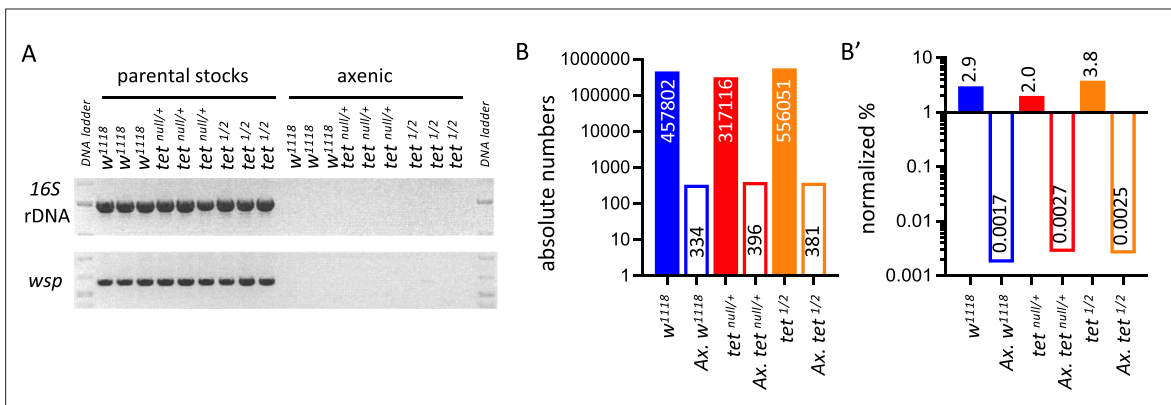 A
parental stocks
axenic
DNA ladder
w1118
w1118
w1118
tet null/+
tet null/+
tet null/+
tet 1/2
tet 1/2
tet 1/2
w1118
w1118
w1118
tet null/+
tet null/+
tet null/+
tet 1/2
tet 1/2
tet 1/2
DNA ladder
16S
rDNA
wsp
B
absolute numbers
1000000
100000
10000
1000
100
10
1
457802
334
317116
396
556051
381
w1118
Ax. w1118
tet null/+
Ax. tet null/+
tet 1/2
Ax. tet 1/2
B'
normalized %
10
1
0.1
0.01
0.001
2.9
0.0017
2.0
0.0027
3.8
0.0025
w1118
Ax. w1118
tet null/+
Ax. tet null/+
tet 1/2
Ax. tet 1/2